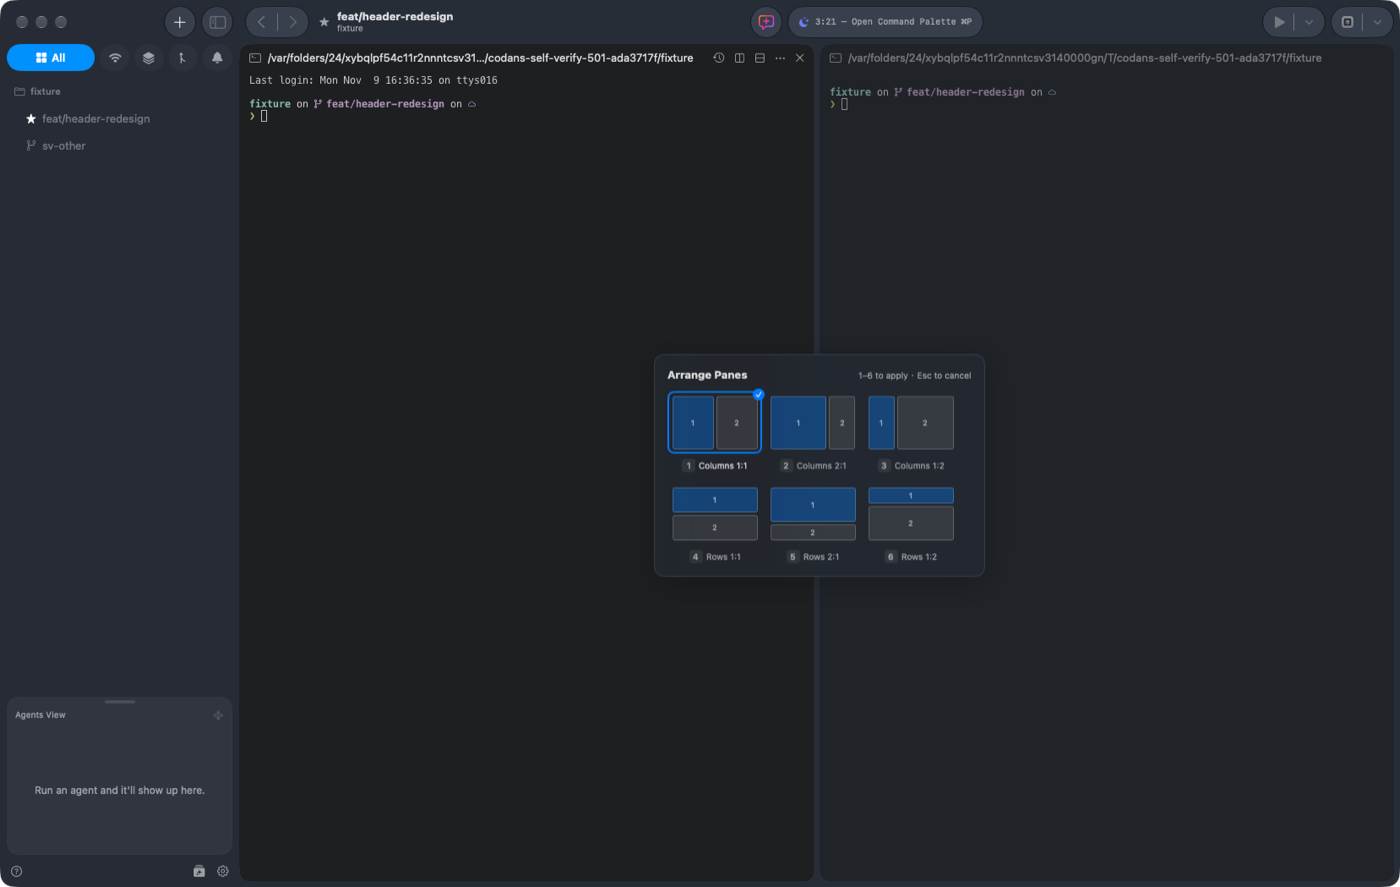 feat/header-redesign
fixture
3:21 — Open Command Palette ⌘P
All
fixture
feat/header-redesign
sv-other
Agents View
Run an agent and it'll show up here.
/var/folders/24/xybqlpf54c11r2nnntcsv31.../codans-self-verify-501-ada3717f/fixture
Last login: Mon Nov  9 16:36:35 on ttys016
fixture on feat/header-redesign on
❯
/var/folders/24/xybqlpf54c11r2nnntcsv3140000gn/T/codans-self-verify-501-ada3717f/fixture
fixture on feat/header-redesign on
❯
Arrange Panes
1–6 to apply · Esc to cancel
1 2
1 2
1 2
1 Columns 1:1
2 Columns 2:1
3 Columns 1:2
1
2
1
2
1
2
4 Rows 1:1
5 Rows 2:1
6 Rows 1:2